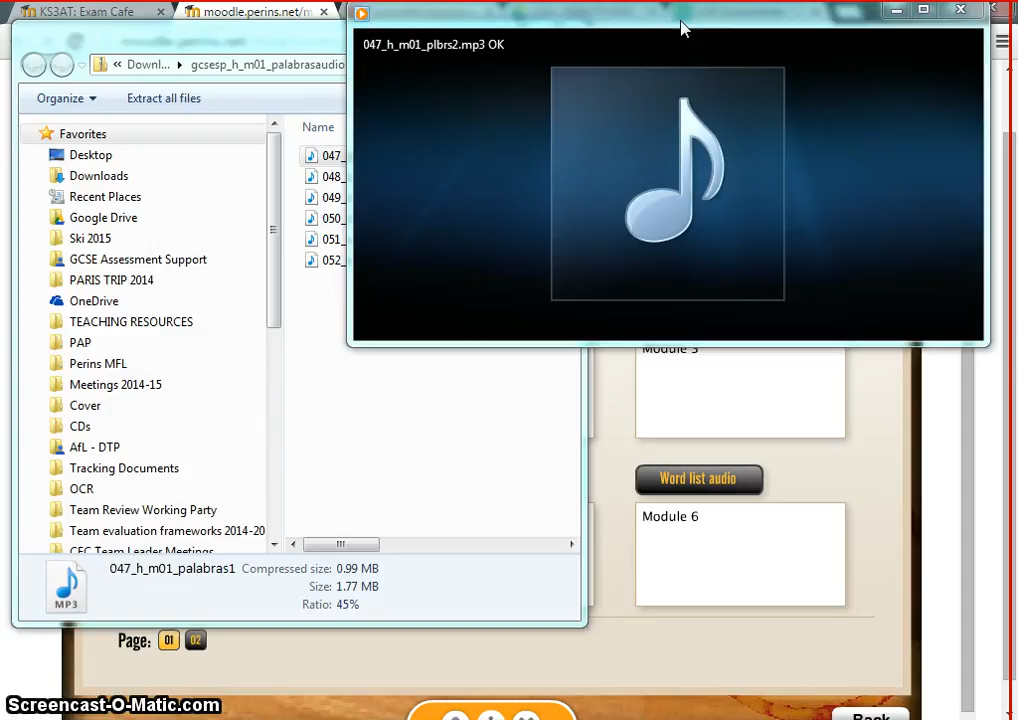 KS3AT: Exam Cafe
moodle.perins.net/m
047_h_m01_plbrs2.mp3 OK
« Downl... ▸ gcsesp_h_m01_palabrasaudio
Organize
Extract all files
Name
Favorites
Desktop
Downloads
Recent Places
Google Drive
Ski 2015
GCSE Assessment Support
PARIS TRIP 2014
OneDrive
TEACHING RESOURCES
PAP
Perins MFL
Meetings 2014-15
Cover
CDs
AfL - DTP
Tracking Documents
OCR
Team Review Working Party
Team evaluation frameworks 2014-20
CFC Team Leader Meetings
047_
048_
049_
050_
051_
052_
Word list audio
Module 6
047_h_m01_palabras1
Compressed size: 0.99 MB
Size: 1.77 MB
Ratio: 45%
MP3
Page: 01 02
Back
Screencast-O-Matic.com